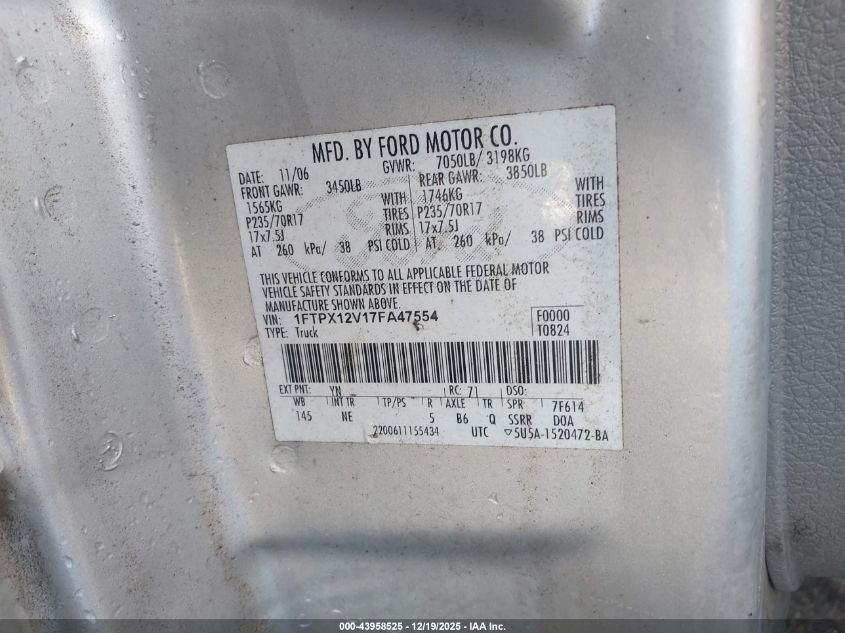 MFD. BY FORD MOTOR CO.
DATE: 11/06 GVWR: 7050LB/ 3198KG
FRONT GAWR: 3450LB REAR GAWR: 3850LB
1565KG WITH 1746KG WITH
P235/70R17 TIRES P235/70R17 TIRES
17x7.5J RIMS 17x7.5J RIMS
AT 260 kPa/ 38 PSI COLD AT 260 kPa/ 38 PSI COLD
THIS VEHICLE CONFORMS TO ALL APPLICABLE FEDERAL MOTOR
VEHICLE SAFETY STANDARDS IN EFFECT ON THE DATE OF
MANUFACTURE SHOWN ABOVE.
VIN: 1FTPX12V17FA47554 F0000
TYPE: Truck T0824
EXT PNT: YN RC: 71 DSO:
WB INT TR TP/PS R AXLE TR SPR 7F614
145 NE 5 B6 Q SSRR DOA
2200611155434 UTC ▽5U5A-1520472-BA
000-43958525 - 12/19/2025 - IAA Inc.